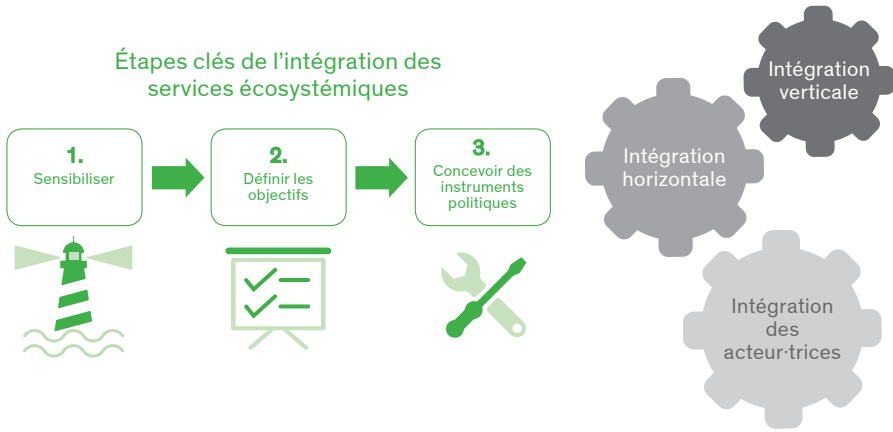 Étapes clés de l'intégration des
services écosystémiques
1.
Sensibiliser
2.
Définir les
objectifs
3.
Concevoir des
instruments
politiques
Intégration
verticale
Intégration
horizontale
Intégration
des
acteur·trices